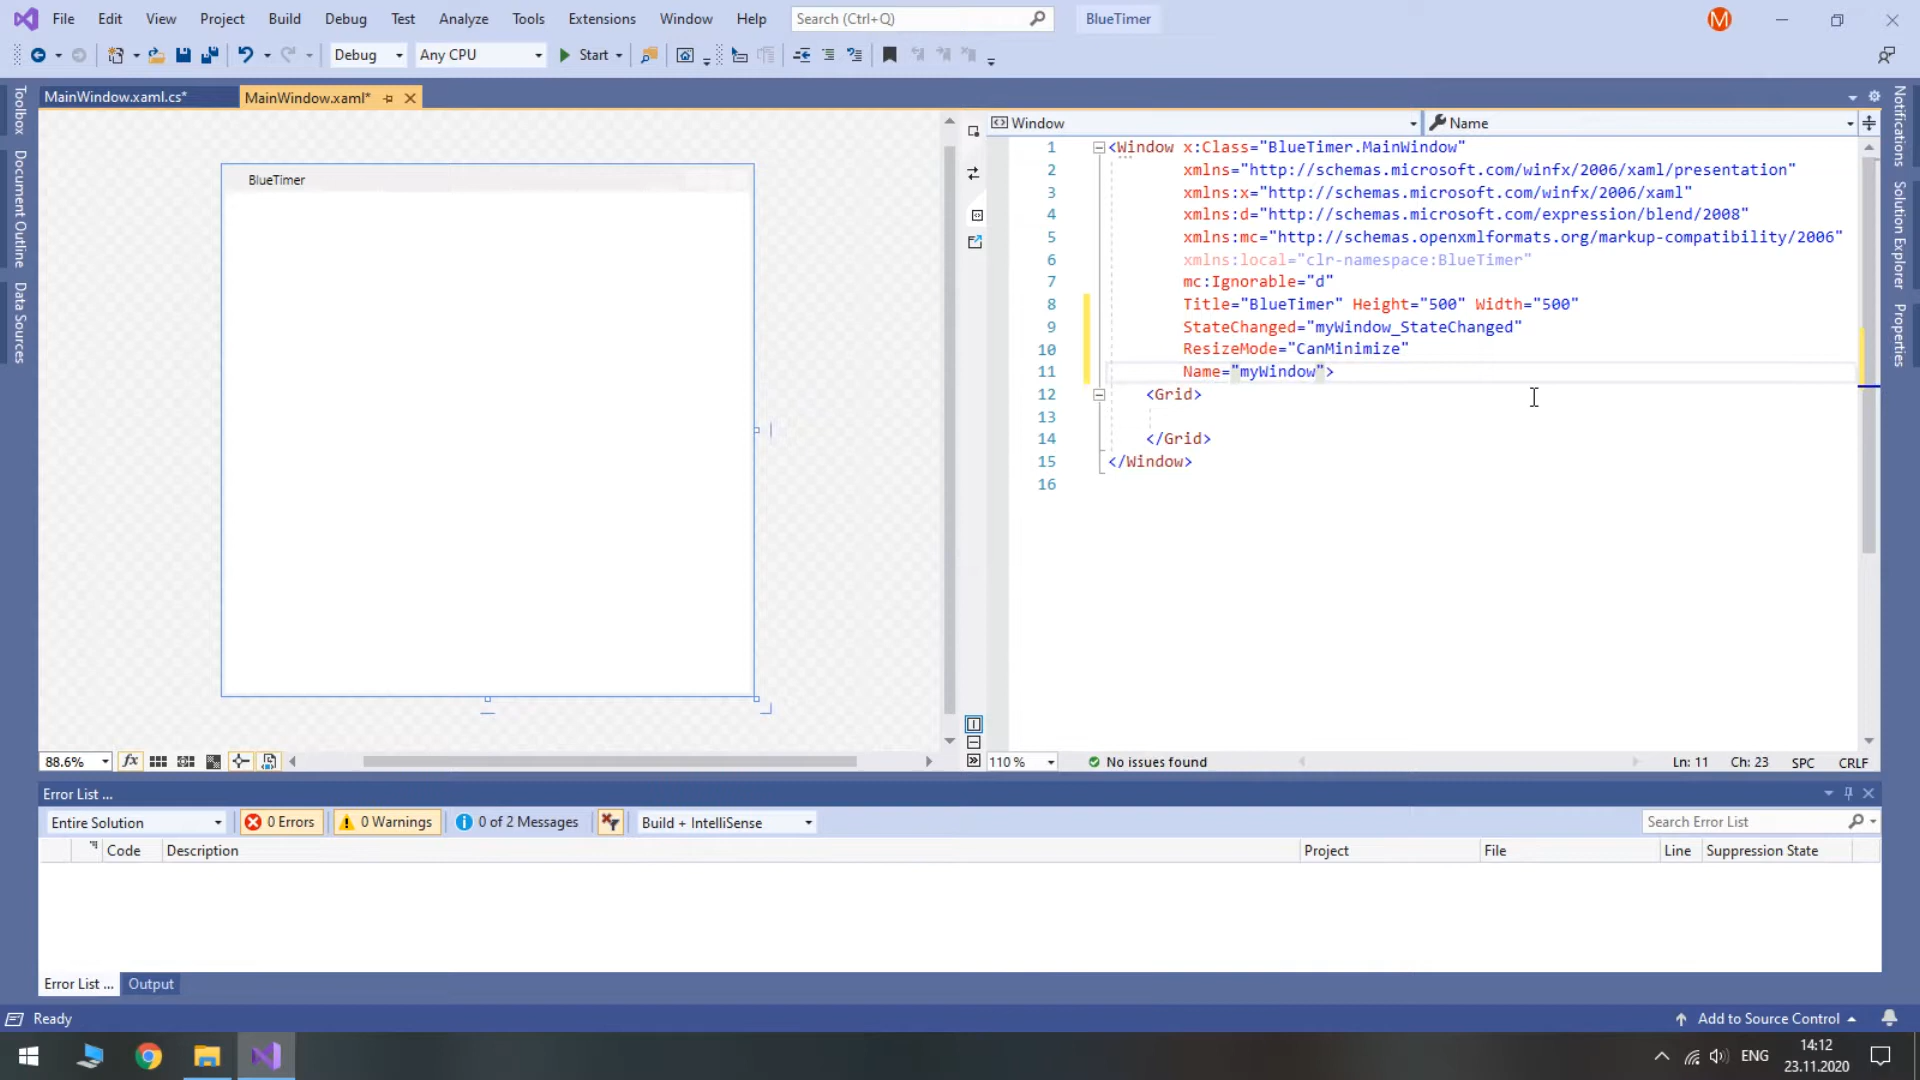 File Edit View Project Build Debug Test Analyze Tools Extensions Window Help Search (Ctrl+Q) BlueTimer M
Debug Any CPU Start
MainWindow.xaml.cs* MainWindow.xaml*
Toolbox
Document Outline
Data Sources
BlueTimer
Window Name
1 <Window x:Class="BlueTimer.MainWindow"
2 xmlns="http://schemas.microsoft.com/winfx/2006/xaml/presentation"
3 xmlns:x="http://schemas.microsoft.com/winfx/2006/xaml"
4 xmlns:d="http://schemas.microsoft.com/expression/blend/2008"
5 xmlns:mc="http://schemas.openxmlformats.org/markup-compatibility/2006"
6 xmlns:local="clr-namespace:BlueTimer"
7 mc:Ignorable="d"
8 Title="BlueTimer" Height="500" Width="500"
9 StateChanged="myWindow_StateChanged"
10 ResizeMode="CanMinimize"
11 Name="myWindow">
12 <Grid>
13
14 </Grid>
15 </Window>
16
Notifications
Solution Explorer
Properties
88.6% fx
110 % No issues found Ln: 11 Ch: 23 SPC CRLF
Error List ...
Entire Solution 0 Errors 0 Warnings 0 of 2 Messages Build + IntelliSense Search Error List
Code Description Project File Line Suppression State
Error List ... Output
Ready Add to Source Control
ENG 14:12
23.11.2020